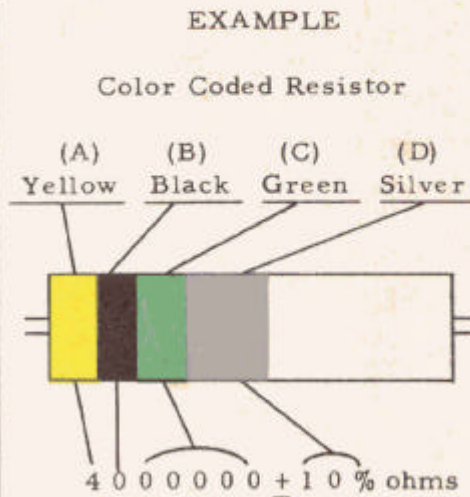 EXAMPLE
Color Coded Resistor
(A) (B) (C) (D)
Yellow Black Green Silver
4 0 0 0 0 0 0 ± 1 0 % ohms